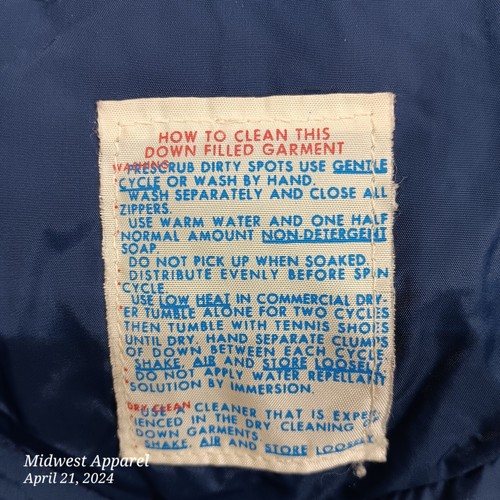 HOW TO CLEAN THIS
DOWN FILLED GARMENT
WASHING
PRESCRUB DIRTY SPOTS USE GENTLE
CYCLE OR WASH BY HAND.
WASH SEPARATELY AND CLOSE ALL
ZIPPERS.
USE WARM WATER AND ONE HALF
NORMAL AMOUNT NON-DETERGENT
SOAP.
DO NOT PICK UP WHEN SOAKED.
DISTRIBUTE EVENLY BEFORE SPIN
CYCLE.
USE LOW HEAT IN COMMERCIAL DRY-
ER TUMBLE ALONE FOR TWO CYCLES
THEN TUMBLE WITH TENNIS SHOES
UNTIL DRY. HAND SEPARATE CLUMPS
OF DOWN BETWEEN EACH CYCLE
SHAKE, AIR AND STORE LOOSELY.
DO NOT APPLY WATER REPELLANT
SOLUTION BY IMMERSION.
DRY CLEAN
USE A CLEANER THAT IS EXPER-
IENCED IN THE DRY CLEANING OF
DOWN GARMENTS.
SHAKE, AIR AND STORE LOOSELY
Midwest Apparel
April 21, 2024